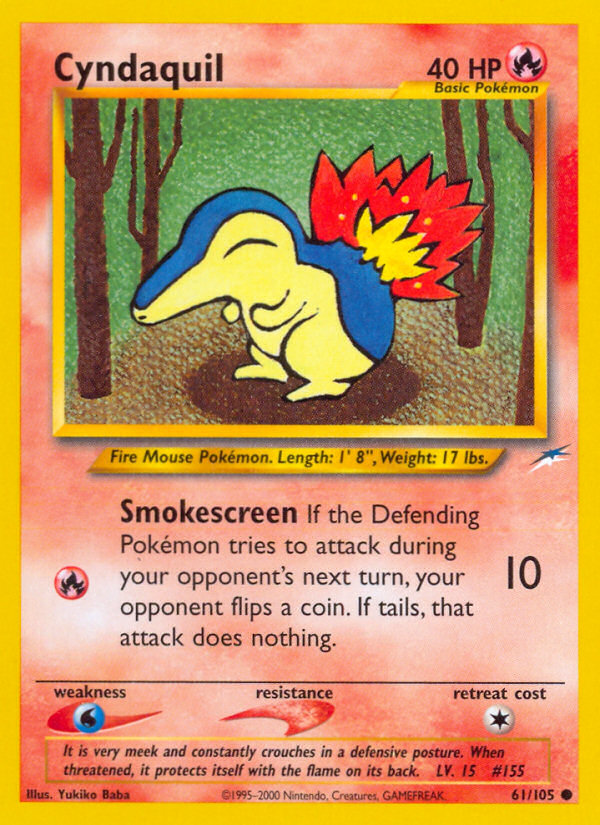 Cyndaquil
40 HP
Basic Pokémon
Fire Mouse Pokémon. Length: 1' 8", Weight: 17 lbs.
Smokescreen If the Defending
Pokémon tries to attack during
your opponent's next turn, your
opponent flips a coin. If tails, that
attack does nothing.
10
weakness
resistance
retreat cost
It is very meek and constantly crouches in a defensive posture. When
threatened, it protects itself with the flame on its back. LV. 15 #155
Illus. Yukiko Baba
©1995–2000 Nintendo, Creatures, GAMEFREAK.
61/105